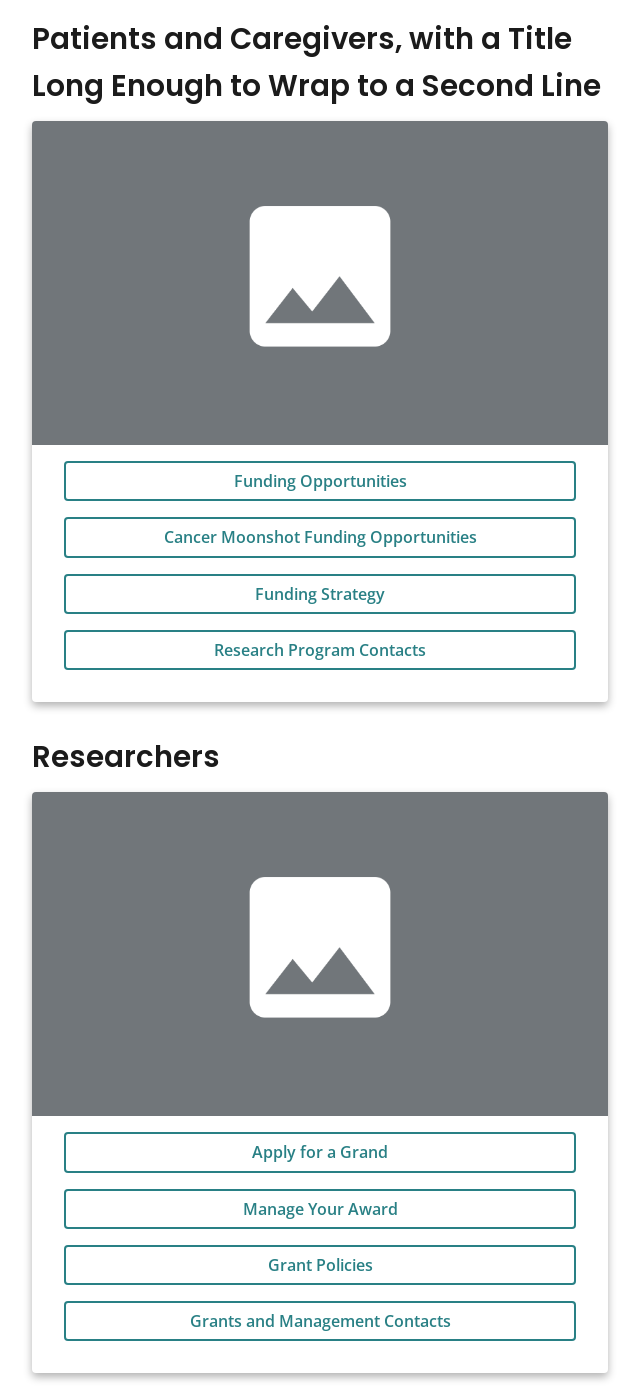 Patients and Caregivers, with a Title
Long Enough to Wrap to a Second Line
Funding Opportunities
Cancer Moonshot Funding Opportunities
Funding Strategy
Research Program Contacts
Researchers
Apply for a Grand
Manage Your Award
Grant Policies
Grants and Management Contacts